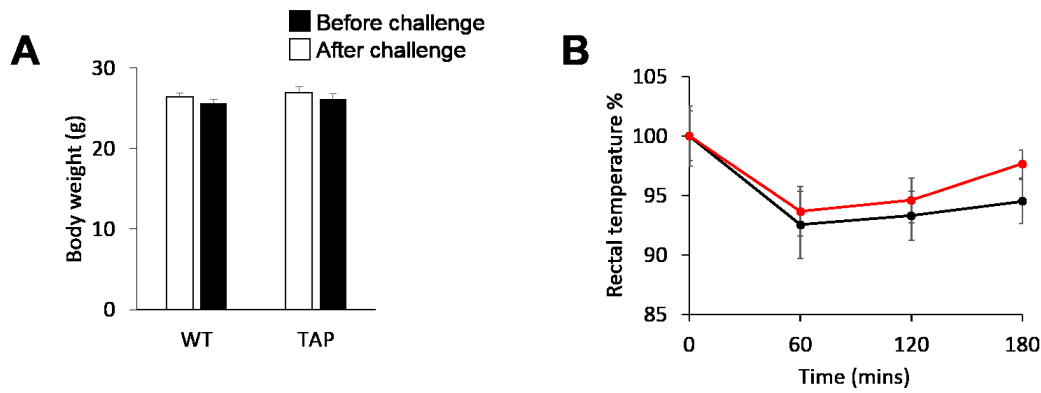 A
Before challenge
After challenge
30
20
10
0
Body weight (g)
WT TAP
B
105
100
95
90
85
Rectal temperature %
0 60 120 180
Time (mins)